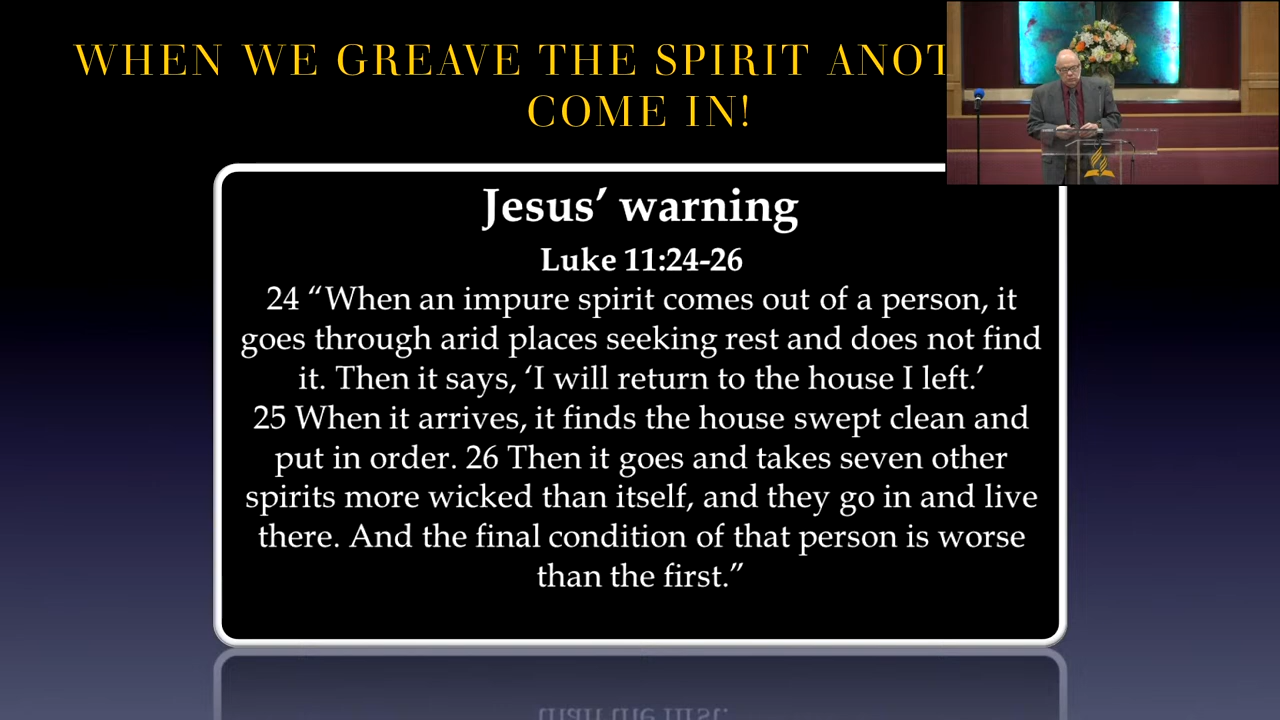 WHEN WE GREAVE THE SPIRIT
COME IN!
Jesus’ warning
Luke 11:24-26
24 “When an impure spirit comes out of a person, it
goes through arid places seeking rest and does not find
it. Then it says, ‘I will return to the house I left.’
25 When it arrives, it finds the house swept clean and
put in order. 26 Then it goes and takes seven other
spirits more wicked than itself, and they go in and live
there. And the final condition of that person is worse
than the first.”